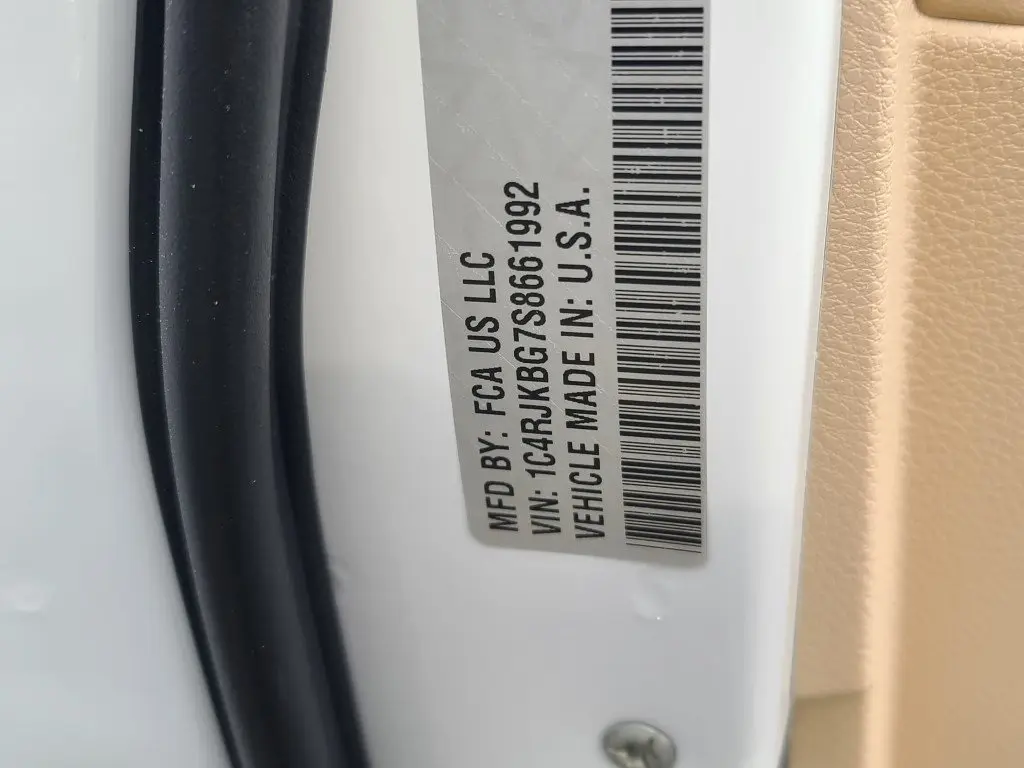 MFD BY: FCA US LLC
VIN: 1C4RJKBG7S8661992
VEHICLE MADE IN: U.S.A.